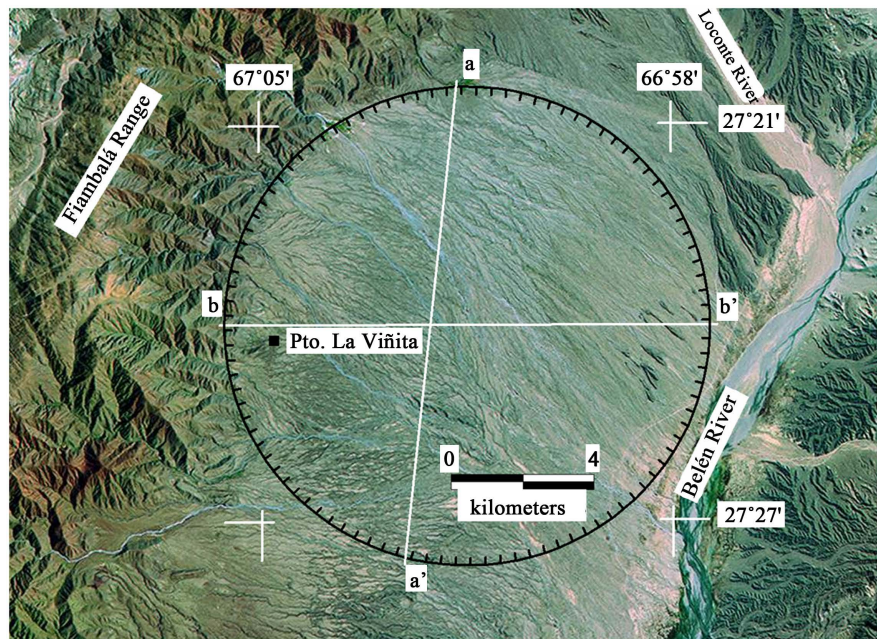 a
67°05'
66°58'
Loconte River
27°21'
Fiambalá Range
b
b’
Pto. La Viñita
0
4
kilometers
Belén River
27°27'
a’